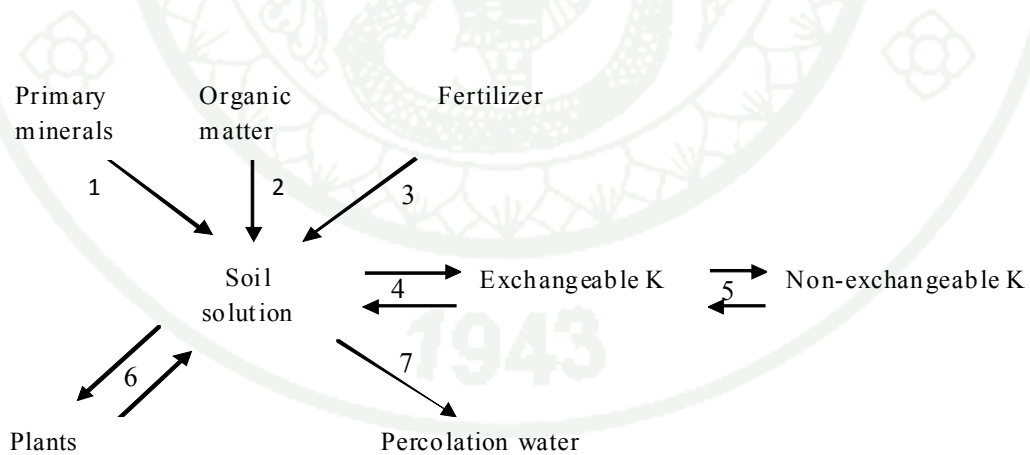 Primary
minerals
Organic
matter
Fertilizer
1
2
3
Soil
solution
4
Exchangeable K
5
Non-exchangeable K
6
7
1943
Plants
Percolation water